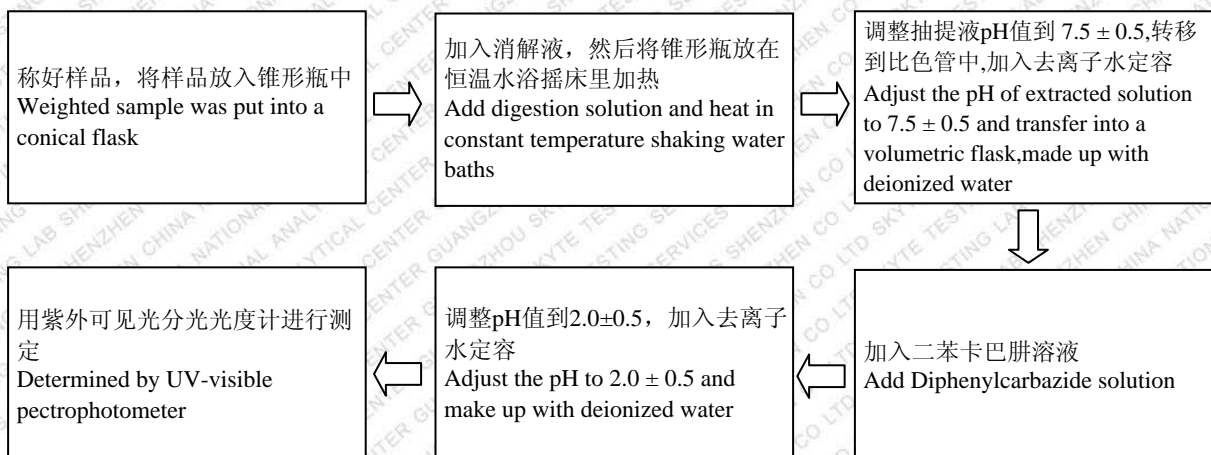 称好样品，将样品放入锥形瓶中
Weighted sample was put into a
conical flask
加入消解液，然后将锥形瓶放在
恒温水浴摇床里加热
Add digestion solution and heat in
constant temperature shaking water
baths
调整抽提液pH值到 7.5 ± 0.5,转移
到比色管中,加入去离子水定容
Adjust the pH of extracted solution
to 7.5 ± 0.5 and transfer into a
volumetric flask,made up with
deionized water
加入二苯卡巴肼溶液
Add Diphenylcarbazide solution
调整pH值到2.0±0.5，加入去离子
水定容
Adjust the pH to 2.0 ± 0.5 and
make up with deionized water
用紫外可见光分光光度计进行测
定
Determined by UV-visible
pectrophotometer